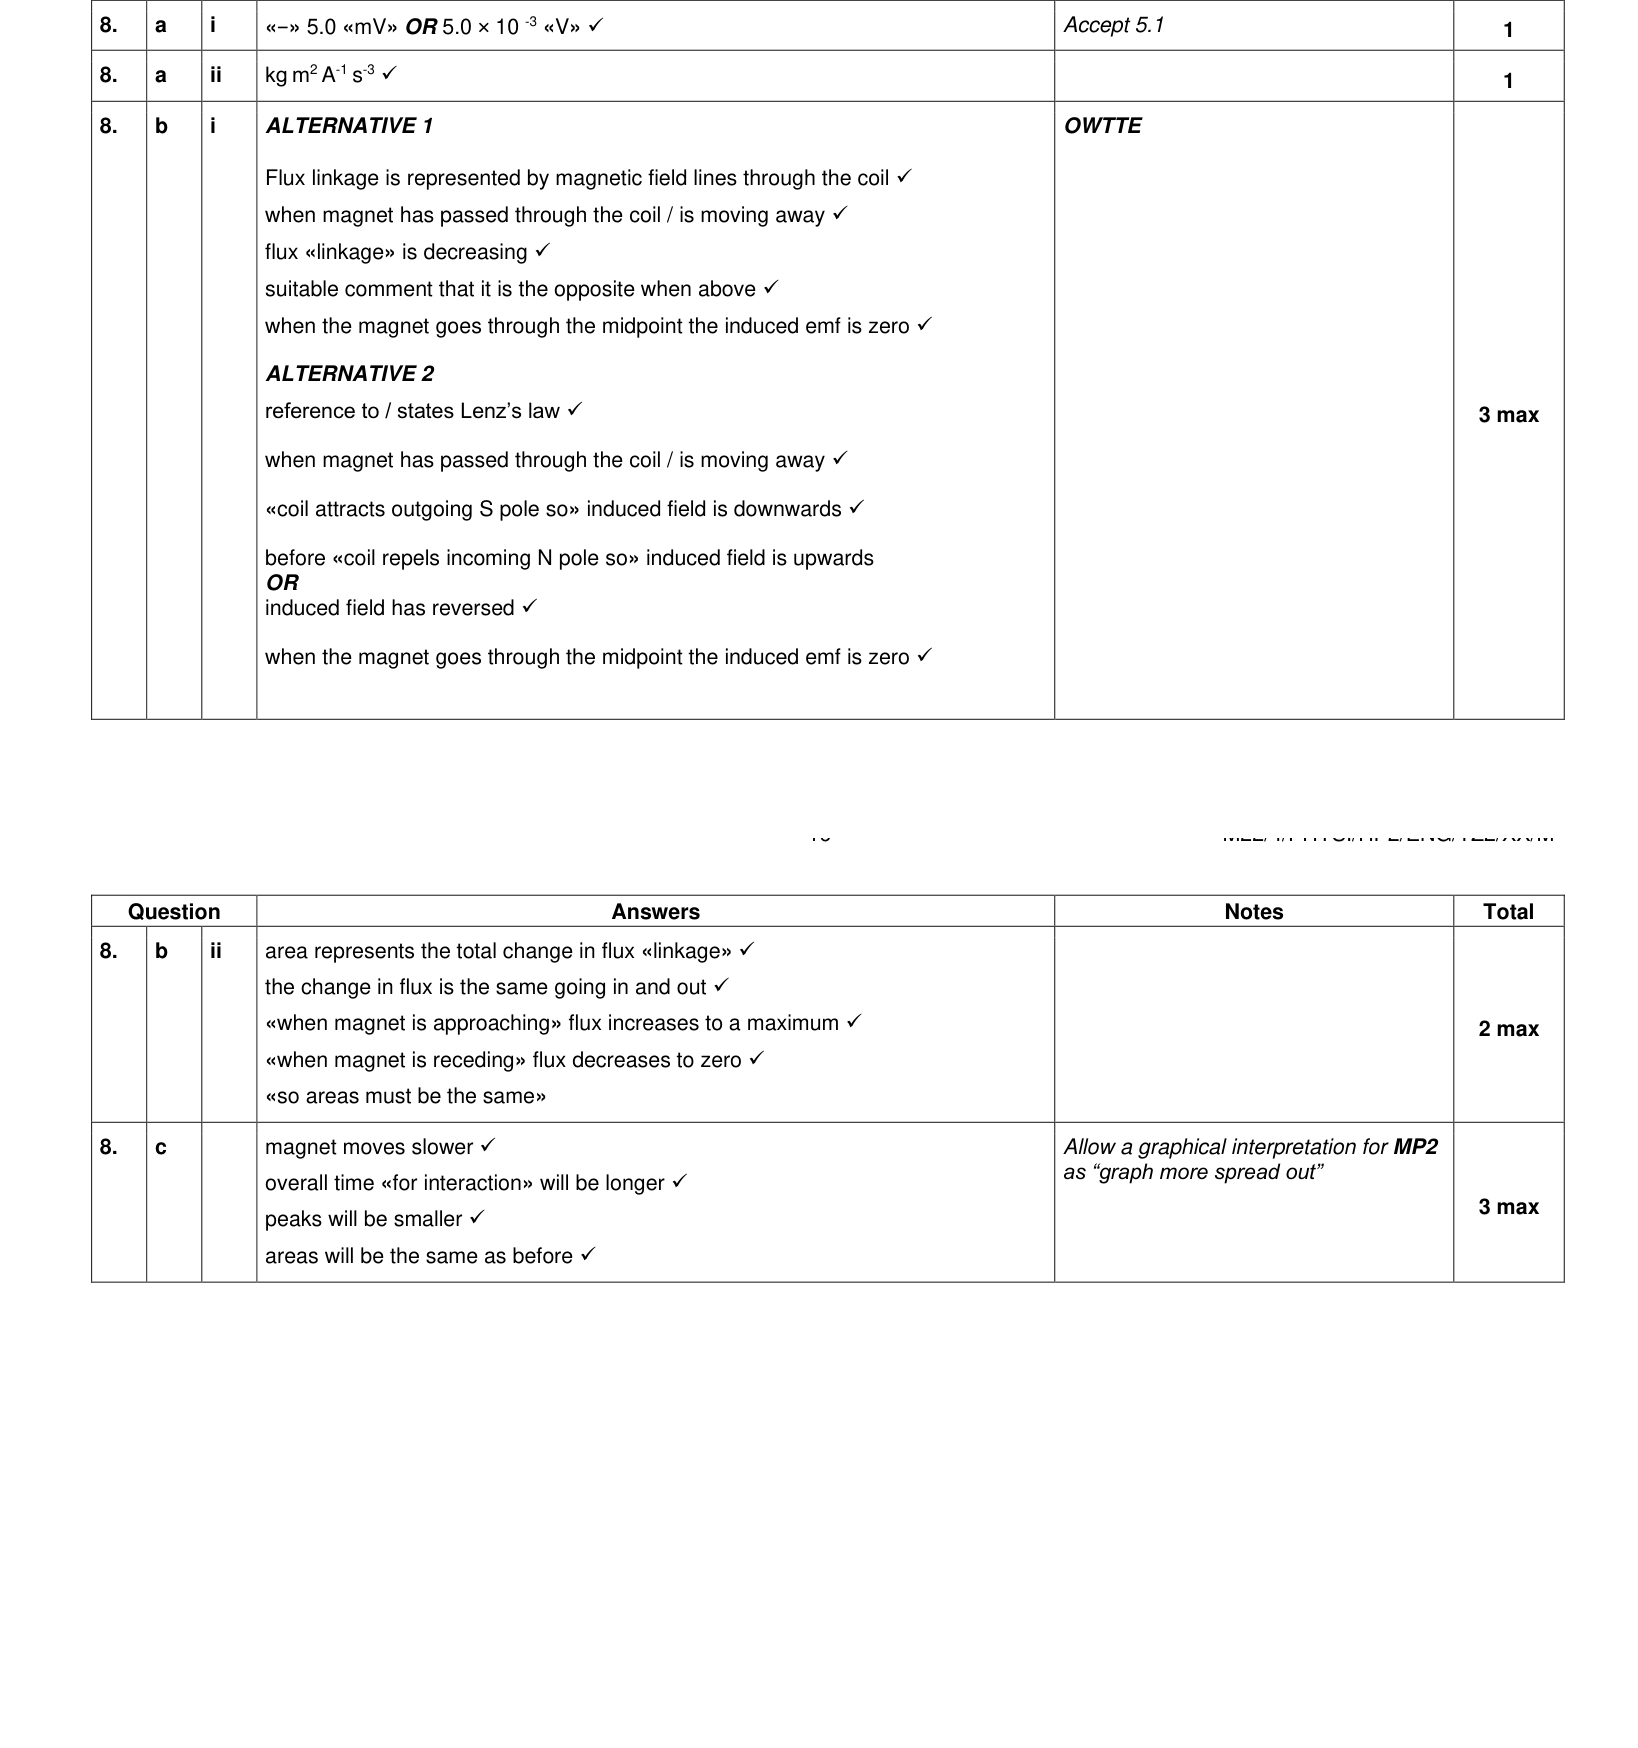 8. a i «–» 5.0 «mV» OR 5.0 × 10 -3 «V» ✓ Accept 5.1 1
8. a ii kg m2 A-1 s-3 ✓ 1
8. b i ALTERNATIVE 1 OWTTE
Flux linkage is represented by magnetic field lines through the coil ✓
when magnet has passed through the coil / is moving away ✓
flux «linkage» is decreasing ✓
suitable comment that it is the opposite when above ✓
when the magnet goes through the midpoint the induced emf is zero ✓
ALTERNATIVE 2
reference to / states Lenz’s law ✓
3 max
when magnet has passed through the coil / is moving away ✓
«coil attracts outgoing S pole so» induced field is downwards ✓
before «coil repels incoming N pole so» induced field is upwards
OR
induced field has reversed ✓
when the magnet goes through the midpoint the induced emf is zero ✓
Question Answers Notes Total
8. b ii area represents the total change in flux «linkage» ✓
the change in flux is the same going in and out ✓
«when magnet is approaching» flux increases to a maximum ✓ 2 max
«when magnet is receding» flux decreases to zero ✓
«so areas must be the same»
8. c magnet moves slower ✓ Allow a graphical interpretation for MP2
as “graph more spread out”
overall time «for interaction» will be longer ✓
peaks will be smaller ✓ 3 max
areas will be the same as before ✓